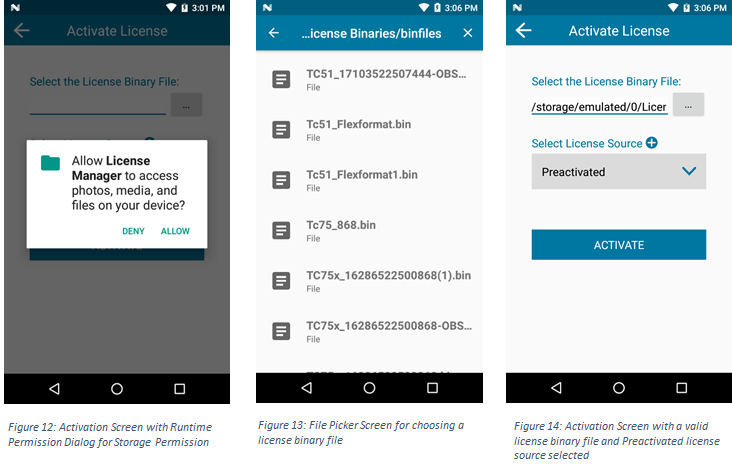 3:01 PM
Activate License
Select the License Binary File:
...
Allow License
Manager to access
photos, media, and
files on your device?
DENY ALLOW
Figure 12: Activation Screen with Runtime
Permission Dialog for Storage Permission
3:06 PM
...icense Binaries/binfiles
TC51_17103522507444-OBS...
File
Tc51_Flexformat.bin
File
Tc51_Flexformat1.bin
File
Tc75_868.bin
File
TC75x_16286522500868(1).bin
File
TC75x_16286522500868-OBS...
File
Figure 13: File Picker Screen for choosing a
license binary file
3:06 PM
Activate License
Select the License Binary File:
/storage/emulated/0/Licer
...
Select License Source
Preactivated
ACTIVATE
Figure 14: Activation Screen with a valid
license binary file and Preactivated license
source selected